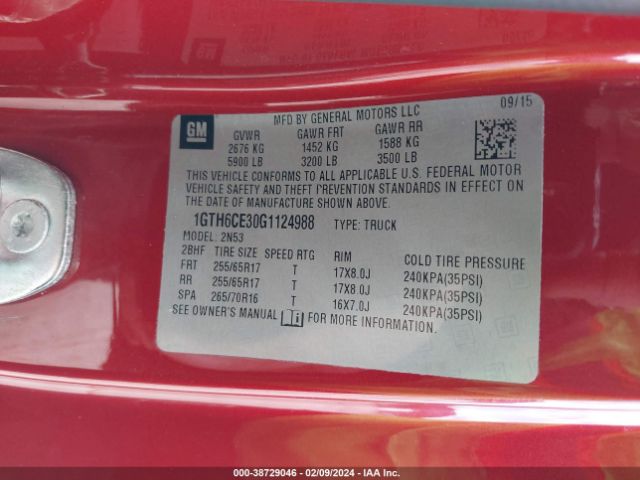 GM
MFD BY GENERAL MOTORS LLC 09/15
GVWR GAWR FRT GAWR RR
2676 KG 1452 KG 1588 KG
5900 LB 3200 LB 3500 LB
THIS VEHICLE CONFORMS TO ALL APPLICABLE U.S. FEDERAL MOTOR
VEHICLE SAFETY AND THEFT PREVENTION STANDARDS IN EFFECT ON
THE DATE OF MANUFACTURE SHOWN ABOVE.
1GTH6CE30G1124988 TYPE: TRUCK
MODEL: 2N53
2BHF TIRE SIZE SPEED RTG RIM COLD TIRE PRESSURE
FRT 255/65R17 T 17X8.0J 240KPA(35PSI)
RR 255/65R17 T 17X8.0J 240KPA(35PSI)
SPA 265/70R16 T 16X7.0J 240KPA(35PSI)
SEE OWNER'S MANUAL FOR MORE INFORMATION.
000-38729046 - 02/09/2024 - IAA Inc.